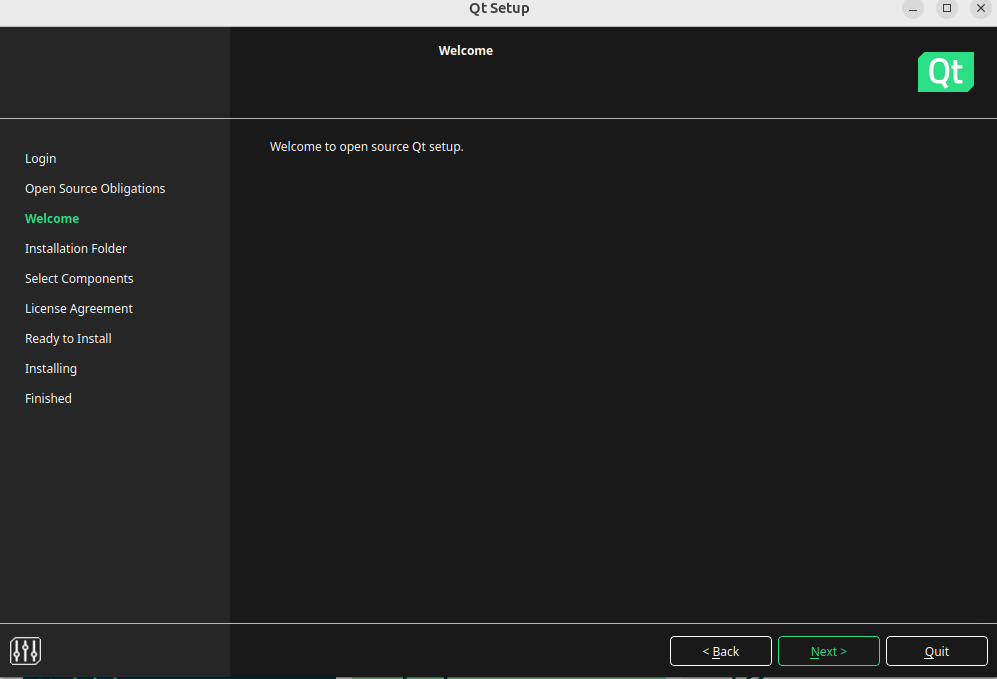 Qt Setup
Welcome
Qt
Login
Open Source Obligations
Welcome
Installation Folder
Select Components
License Agreement
Ready to Install
Installing
Finished
Welcome to open source Qt setup.
< Back
Next >
Quit